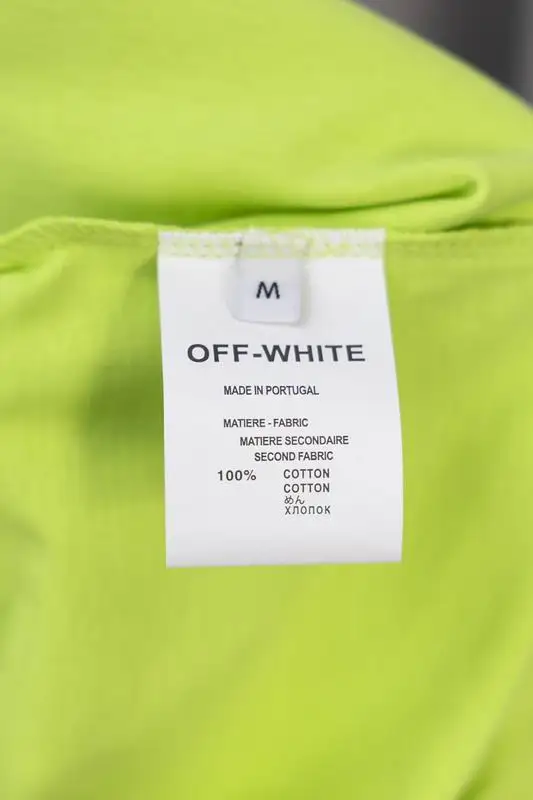 M
OFF-WHITE
MADE IN PORTUGAL
MATIERE - FABRIC
MATIERE SECONDAIRE
SECOND FABRIC
100% COTTON
COTTON
めん
ХЛОПОК